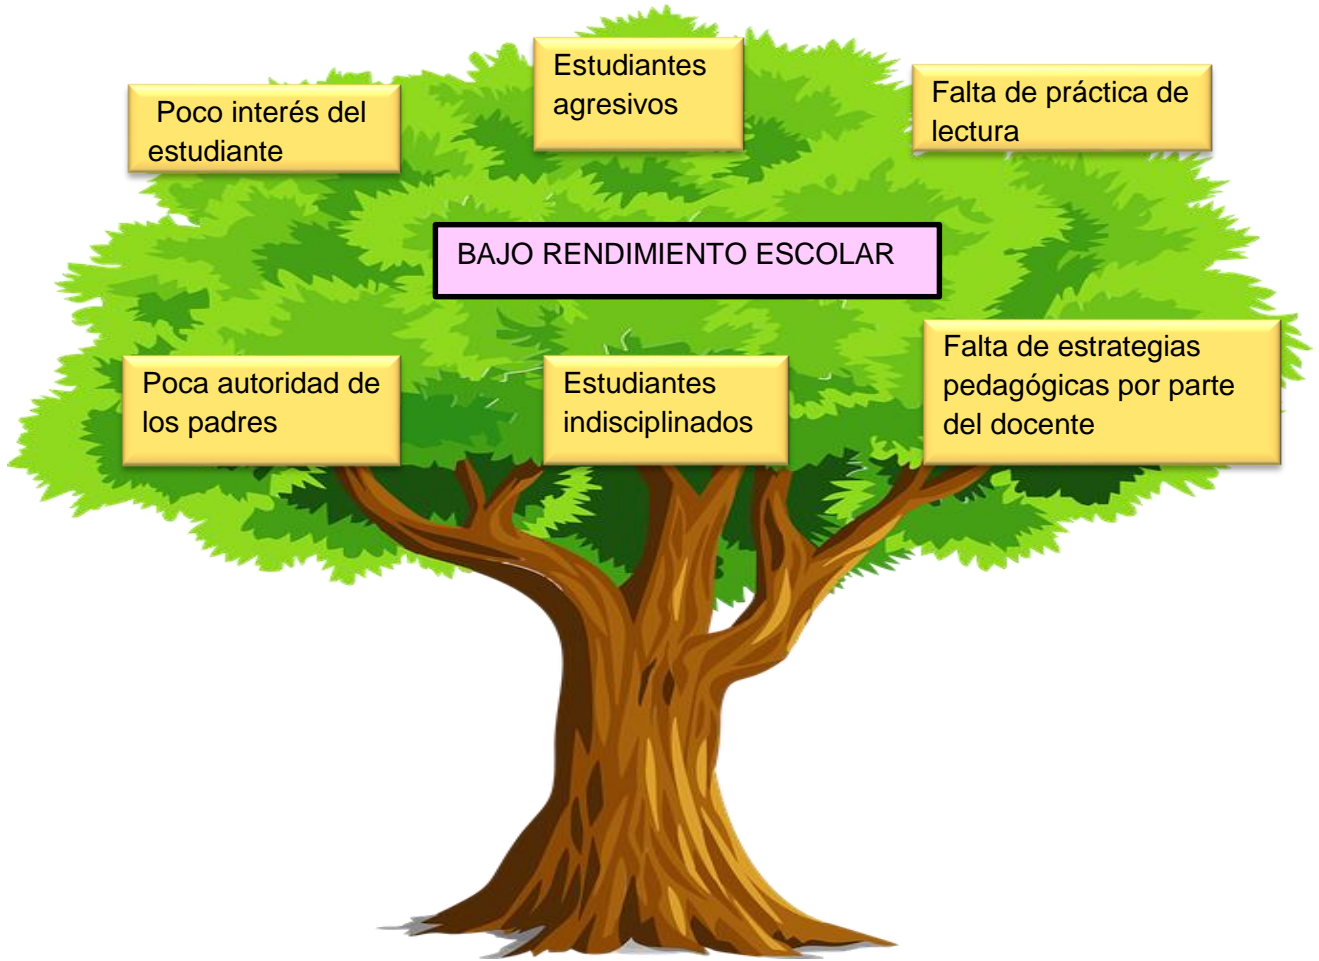 Poco interés del
estudiante
Estudiantes
agresivos
Falta de práctica de
lectura
BAJO RENDIMIENTO ESCOLAR
Poca autoridad de
los padres
Estudiantes
indisciplinados
Falta de estrategias
pedagógicas por parte
del docente